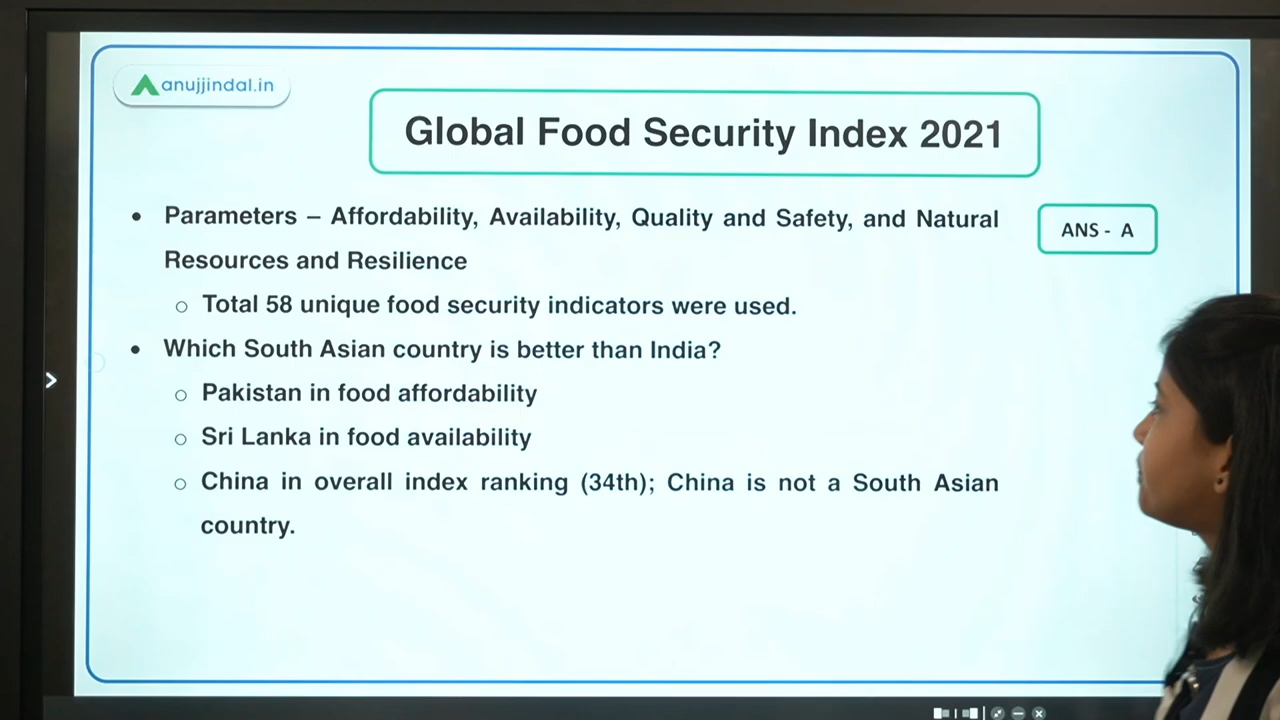 anujjindal.in
Global Food Security Index 2021
• Parameters – Affordability, Availability, Quality and Safety, and Natural
Resources and Resilience
ANS - A
○ Total 58 unique food security indicators were used.
• Which South Asian country is better than India?
○ Pakistan in food affordability
○ Sri Lanka in food availability
○ China in overall index ranking (34th); China is not a South Asian
country.